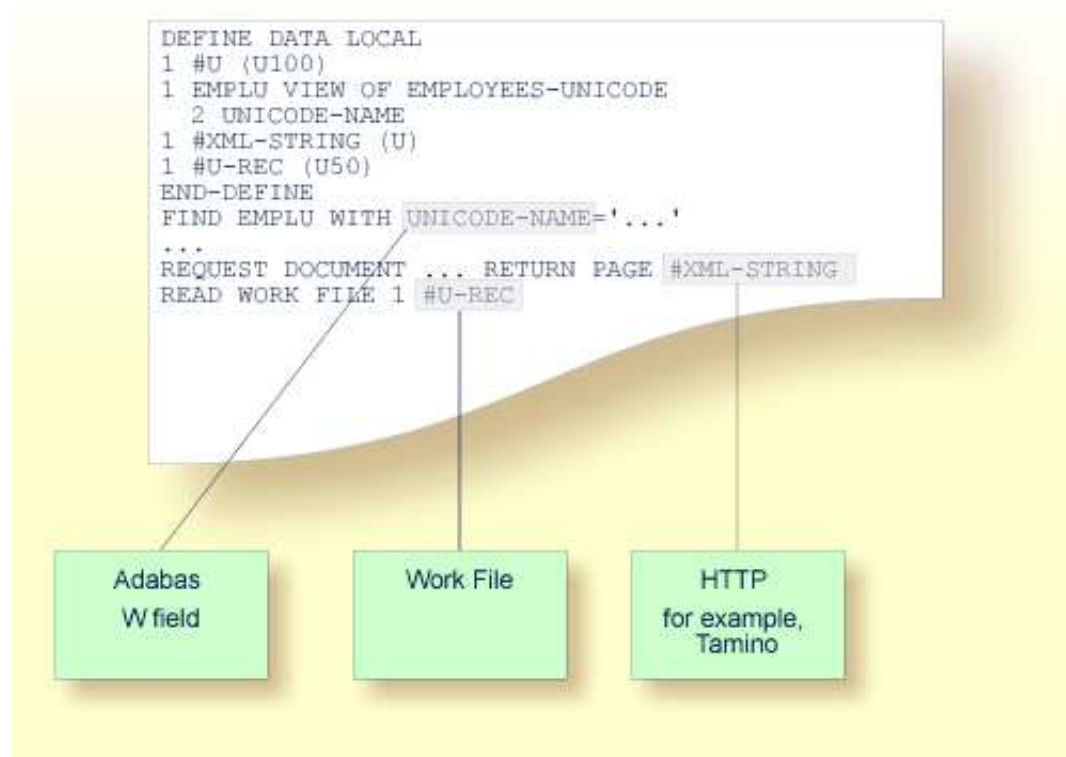 DEFINE DATA LOCAL
1 #U (U100)
1 EMPLU VIEW OF EMPLOYEES-UNICODE
2 UNICODE-NAME
1 #XML-STRING (U)
1 #U-REC (U50)
END-DEFINE
FIND EMPLU WITH UNICODE-NAME='...'
...
REQUEST DOCUMENT ... RETURN PAGE #XML-STRING
READ WORK FILE 1 #U-REC
Adabas
W field
Work File
HTTP
for example,
Tamino